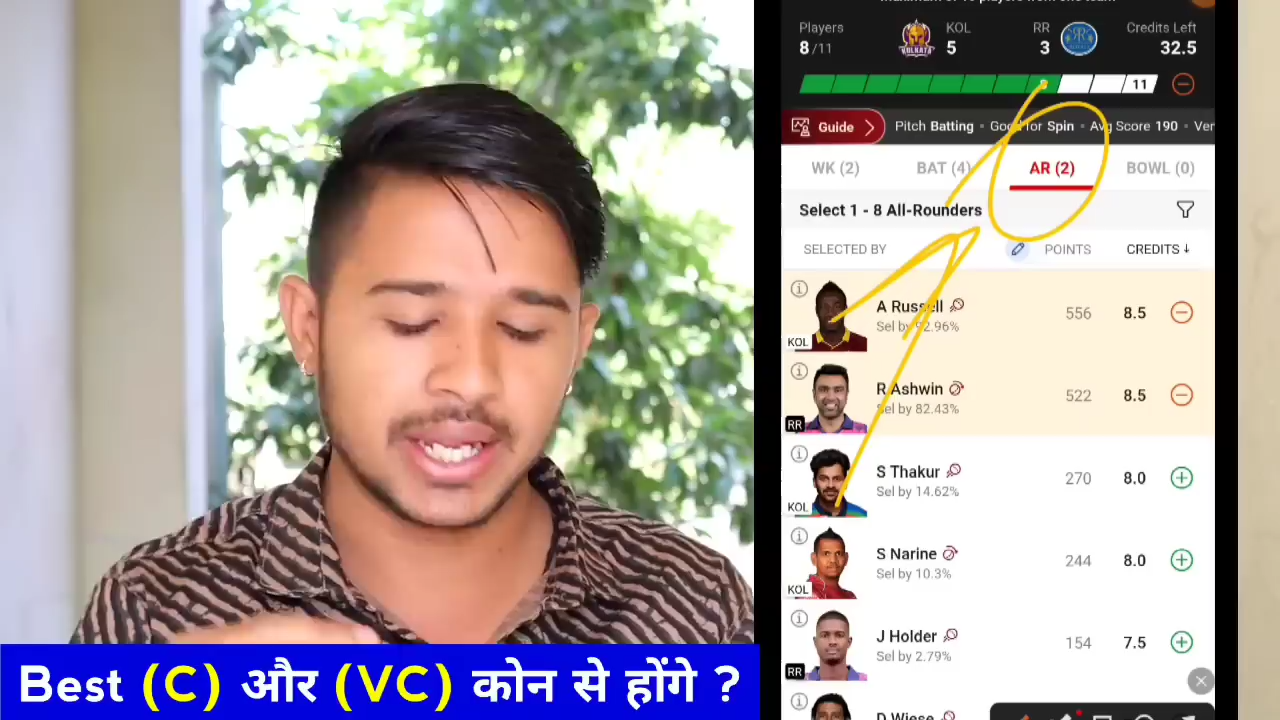 Players
8/11
KOL
5
RR
3
Credits Left
32.5
11
Guide
Pitch Batting • Good for Spin • Avg Score 190 • Ver
WK (2)
BAT (4)
AR (2)
BOWL (0)
Select 1 - 8 All-Rounders
SELECTED BY
POINTS
CREDITS↓
A Russell
Sel by 92.96%
KOL
556
8.5
R Ashwin
Sel by 82.43%
RR
522
8.5
S Thakur
Sel by 14.62%
KOL
270
8.0
S Narine
Sel by 10.3%
KOL
244
8.0
J Holder
Sel by 2.79%
RR
154
7.5
D Wiese
Best (C) और (VC) कोन से होंगे ?